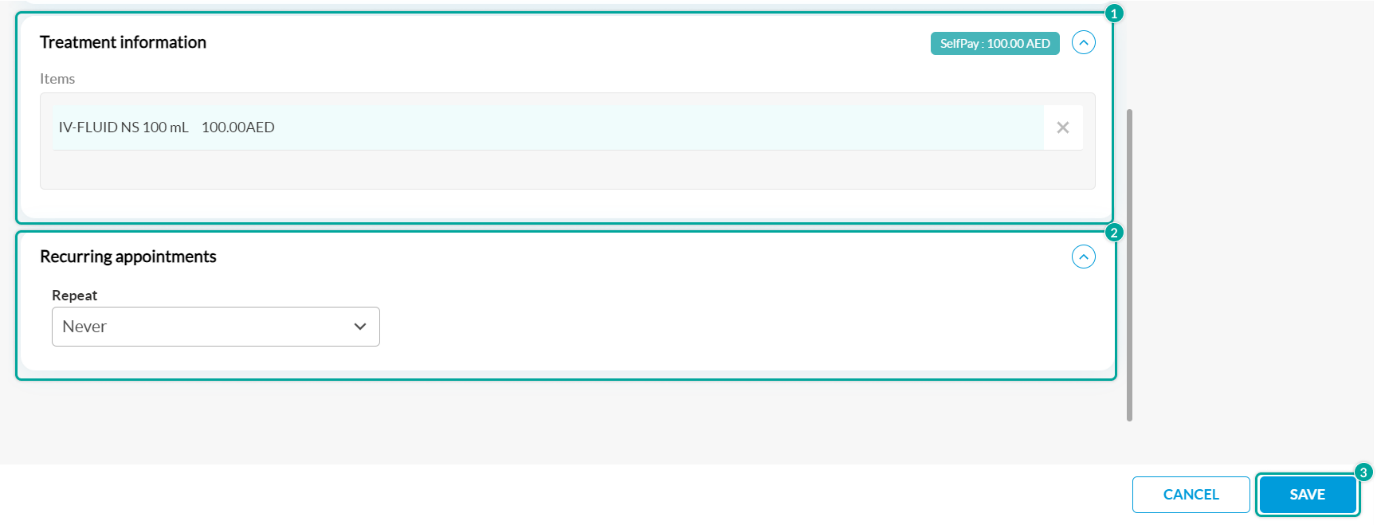 1
Treatment information SelfPay : 100.00 AED
Items
IV-FLUID NS 100 mL 100.00AED
2
Recurring appointments
Repeat
Never
3
CANCEL SAVE